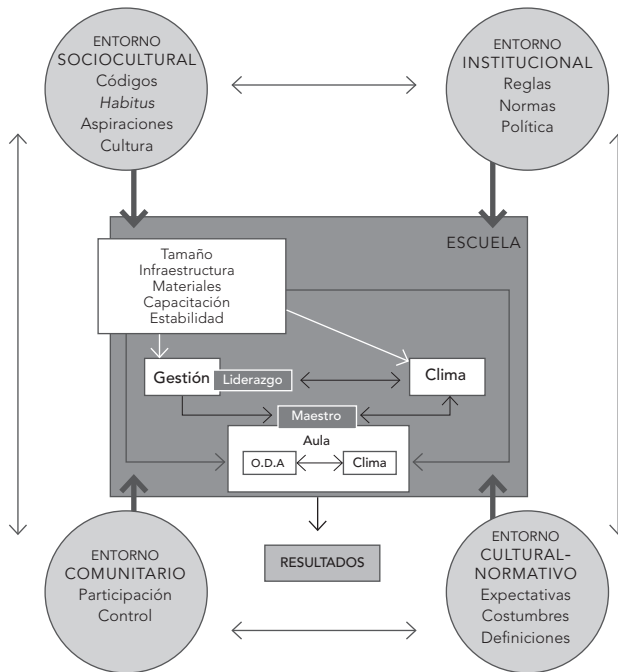 ENTORNO
SOCIOCULTURAL
Códigos
Habitus
Aspiraciones
Cultura
ENTORNO
INSTITUCIONAL
Reglas
Normas
Política
ESCUELA
Tamaño
Infraestructura
Materiales
Capacitación
Estabilidad
Gestión
Liderazgo
Clima
Maestro
Aula
O.D.A
Clima
RESULTADOS
ENTORNO
COMUNITARIO
Participación
Control
ENTORNO
CULTURAL-
NORMATIVO
Expectativas
Costumbres
Definiciones